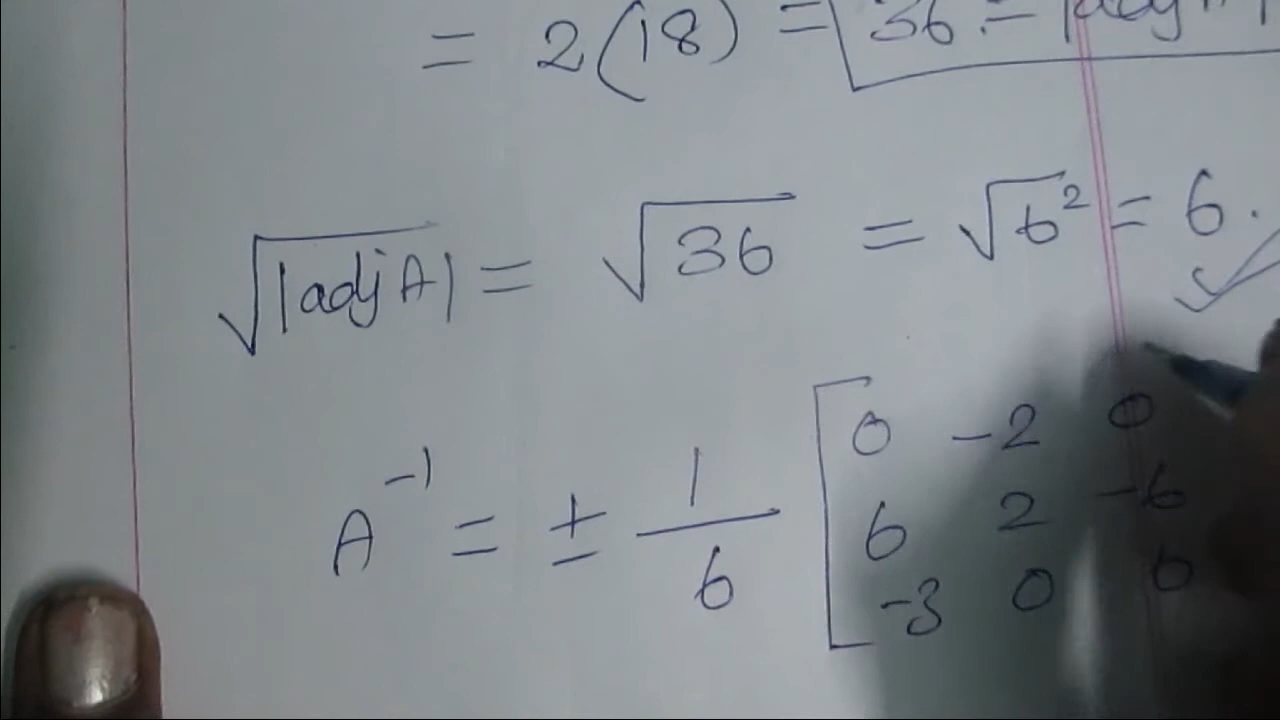 = 2(18) = 36 = |adj A|
√|adj A| = √36 = √6² = 6.
A⁻¹ = ± 1/6 [ 0 -2 0
6 2 -6
-3 0 6